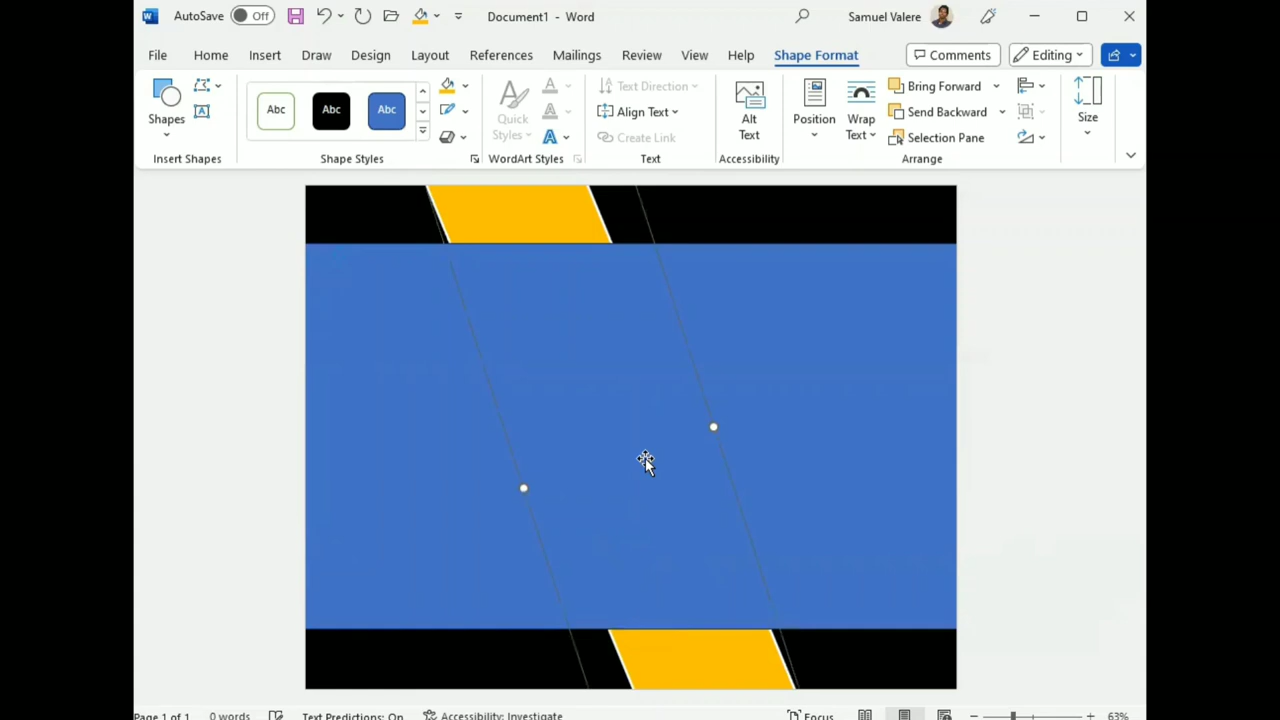 AutoSave Off Document1 - Word Samuel Valere
File Home Insert Draw Design Layout References Mailings Review View Help Shape Format Comments Editing
Shapes
Insert Shapes
Abc Abc Abc
Shape Styles
Quick
Styles
WordArt Styles
Text Direction
Align Text
Create Link
Text
Alt
Text
Accessibility
Position
Wrap
Text
Bring Forward
Send Backward
Selection Pane
Arrange
Size
Page 1 of 1 0 words Text Predictions: On Accessibility: Investigate Focus 63%